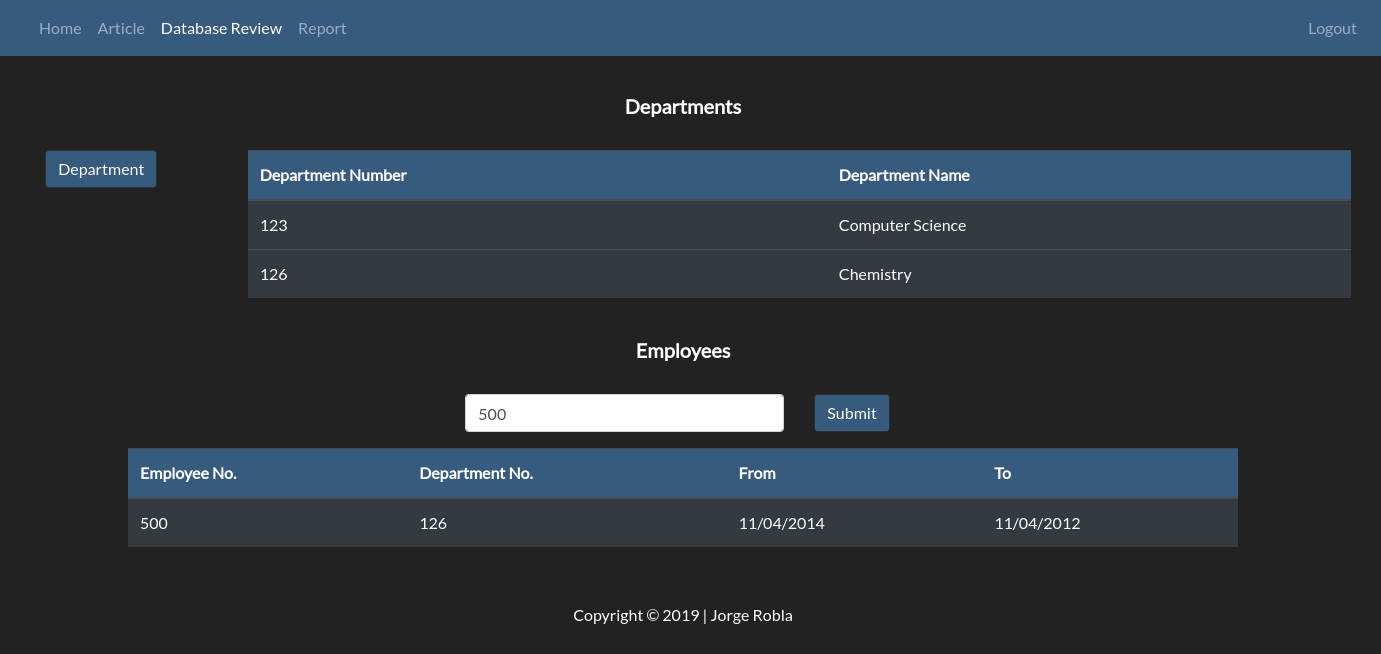 Home Article Database Review Report Logout
Departments
Department
Department Number Department Name
123 Computer Science
126 Chemistry
Employees
500 Submit
Employee No. Department No. From To
500 126 11/04/2014 11/04/2012
Copyright © 2019 | Jorge Robla